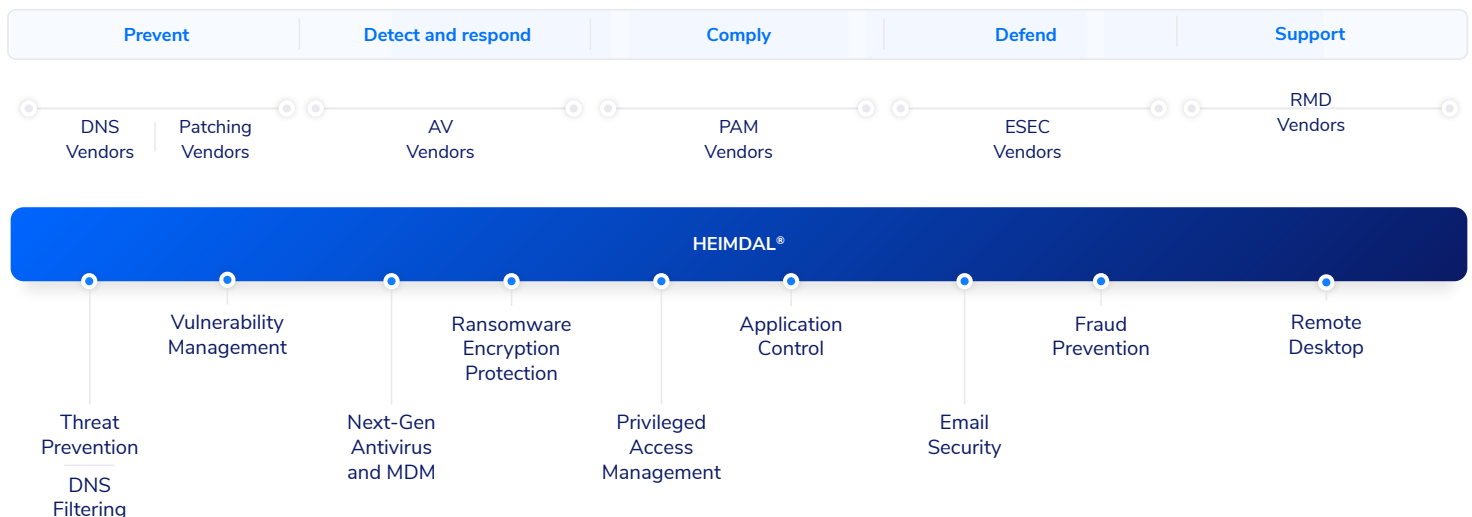 Prevent
Detect and respond
Comply
Defend
Support
DNS
Vendors
Patching
Vendors
AV
Vendors
PAM
Vendors
ESEC
Vendors
RMD
Vendors
HEIMDAL®
Vulnerability
Management
Ransomware
Encryption
Protection
Application
Control
Fraud
Prevention
Remote
Desktop
Threat
Prevention
DNS
Filtering
Next-Gen
Antivirus
and MDM
Privileged
Access
Management
Email
Security